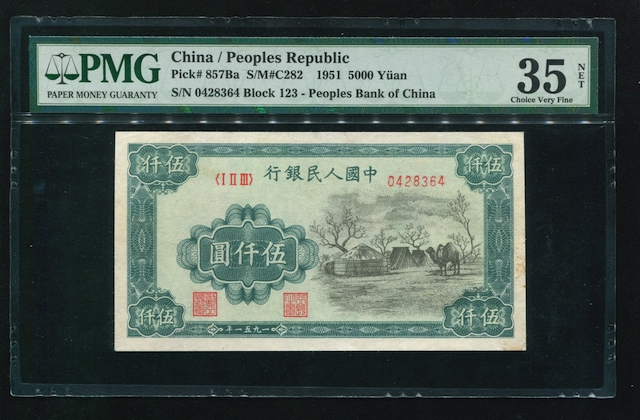 PMG
PAPER MONEY GUARANTY
China / Peoples Republic
Pick# 857Ba S/M#C282 1951 5000 Yüan
S/N 0428364 Block 123 - Peoples Bank of China
35 NET
Choice Very Fine
仟伍 仟伍
〈I II III〉 行銀民人國中 0428364
圓仟伍
仟伍 仟伍
年一五九一